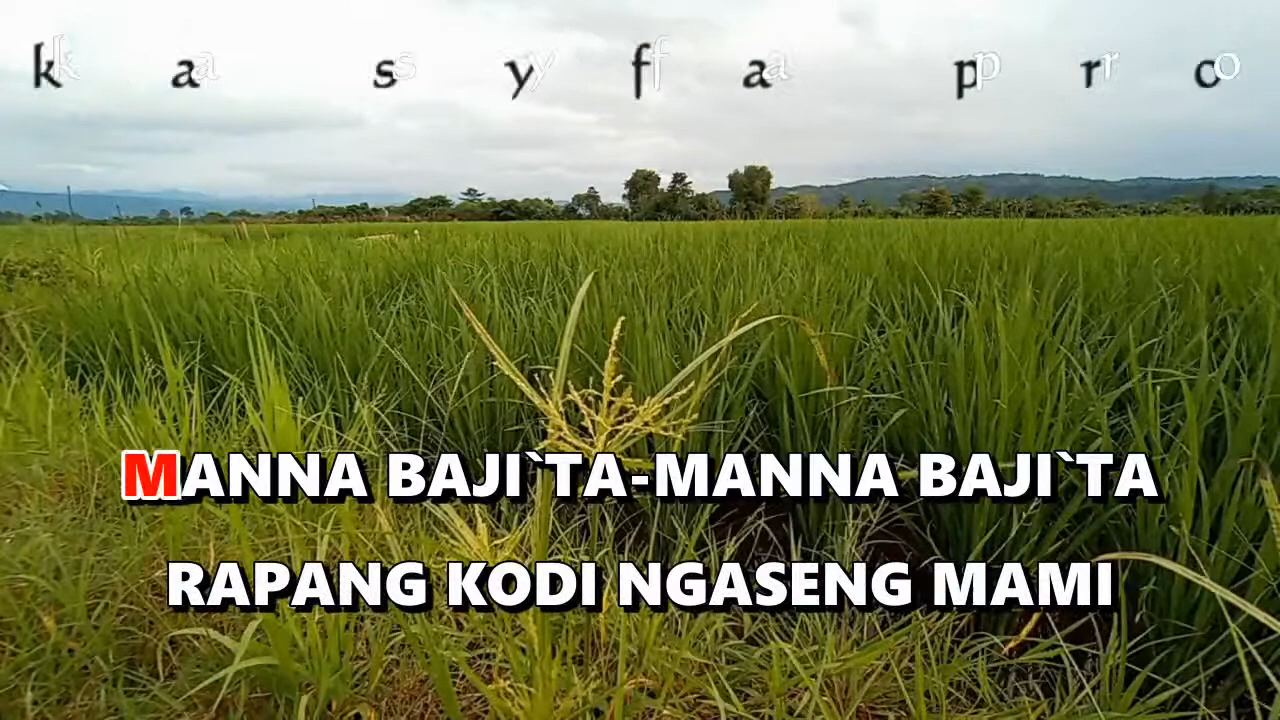 k a s y f a p r o
MANNA BAJI`TA-MANNA BAJI`TA
RAPANG KODI NGASENG MAMI